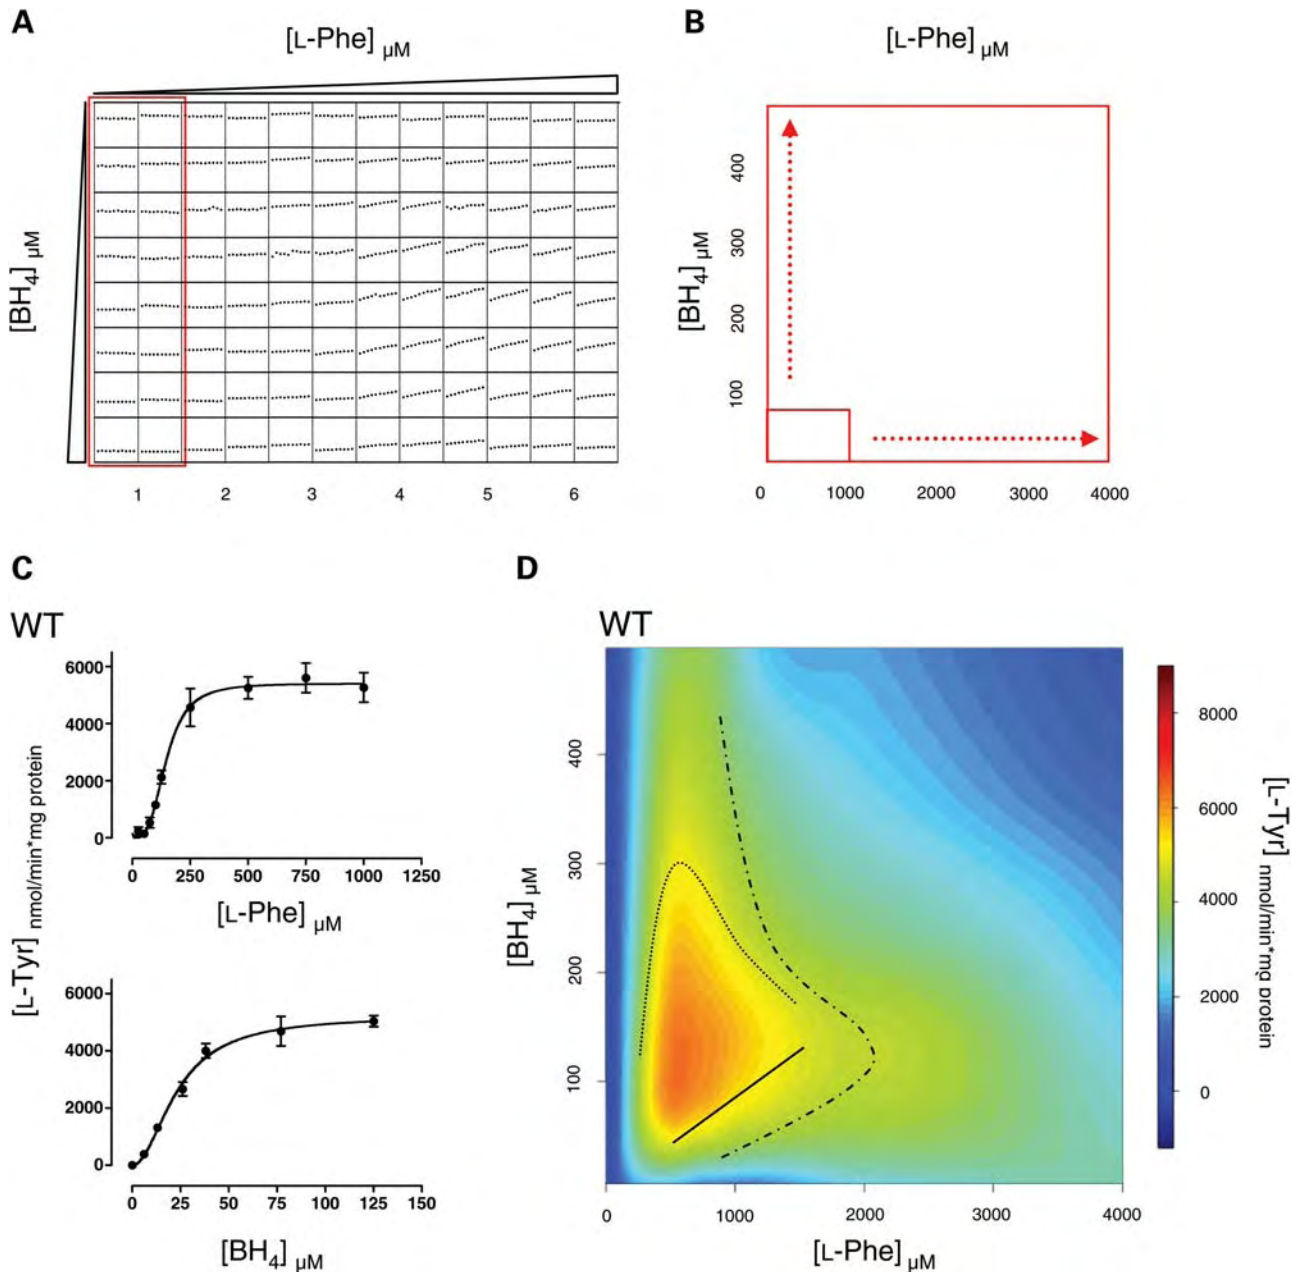 A
[L-Phe] µM
[BH4] µM
1 2 3 4 5 6
B
[L-Phe] µM
[BH4] µM
400
300
200
100
0 1000 2000 3000 4000
C
WT
[L-Tyr] nmol/min*mg protein
6000
4000
2000
0
0 250 500 750 1000 1250
[L-Phe] µM
6000
4000
2000
0
0 25 50 75 100 125 150
[BH4] µM
D
WT
[BH4] µM
400
300
200
100
0 1000 2000 3000 4000
[L-Phe] µM
8000
6000
4000
2000
0
[L-Tyr] nmol/min*mg protein